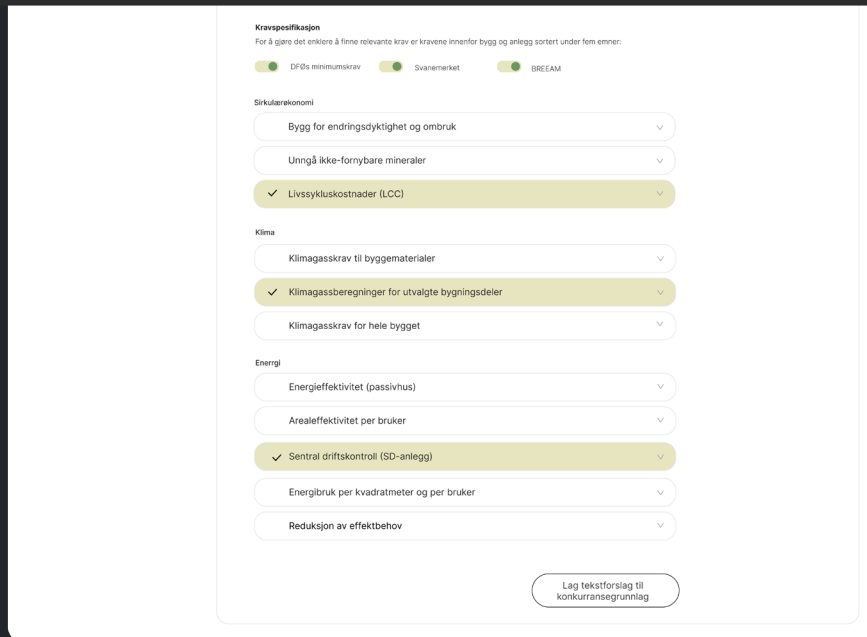 Kravspesifikasjon
For å gjøre det enklere å finne relevante krav er kravene innenfor bygg og anlegg sortert under fem emner:
DFØs minimumskrav Svanemerket BREEAM
Sirkulærøkonomi
Bygg for endringsdyktighet og ombruk
Unngå ikke-fornybare mineraler
Livssykluskostnader (LCC)
Klima
Klimagasskrav til byggematerialer
Klimagassberegninger for utvalgte bygningsdeler
Klimagasskrav for hele bygget
Enerrgi
Energieffektivitet (passivhus)
Arealeffektivitet per bruker
Sentral driftskontroll (SD-anlegg)
Energibruk per kvadratmeter og per bruker
Reduksjon av effektbehov
Lag tekstforslag til
konkurransegrunnlag